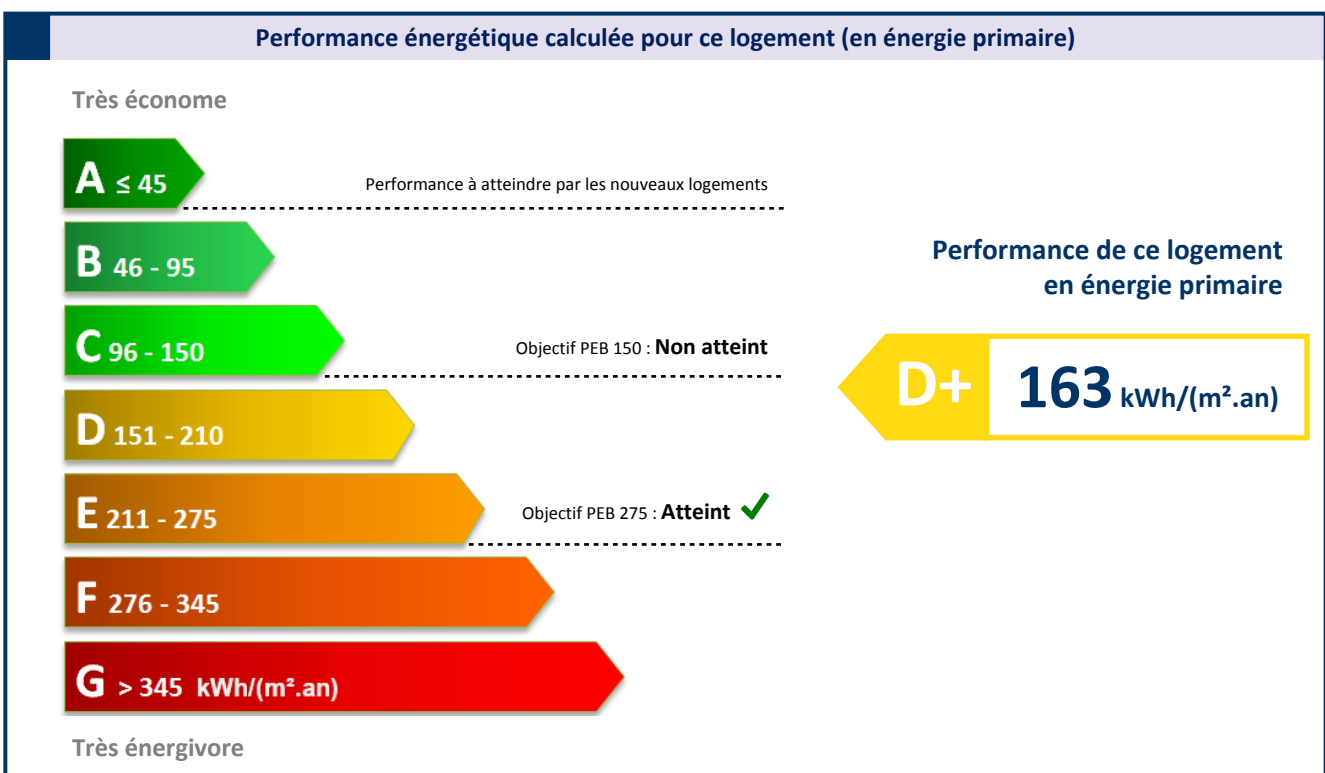 Performance énergétique calculée pour ce logement (en énergie primaire)
Très économe
A ≤ 45
Performance à atteindre par les nouveaux logements
B 46 - 95
C 96 - 150
Objectif PEB 150 : Non atteint
D 151 - 210
E 211 - 275
Objectif PEB 275 : Atteint ✓
F 276 - 345
G > 345 kWh/(m².an)
Très énergivore
Performance de ce logement
en énergie primaire
D+ 163 kWh/(m².an)